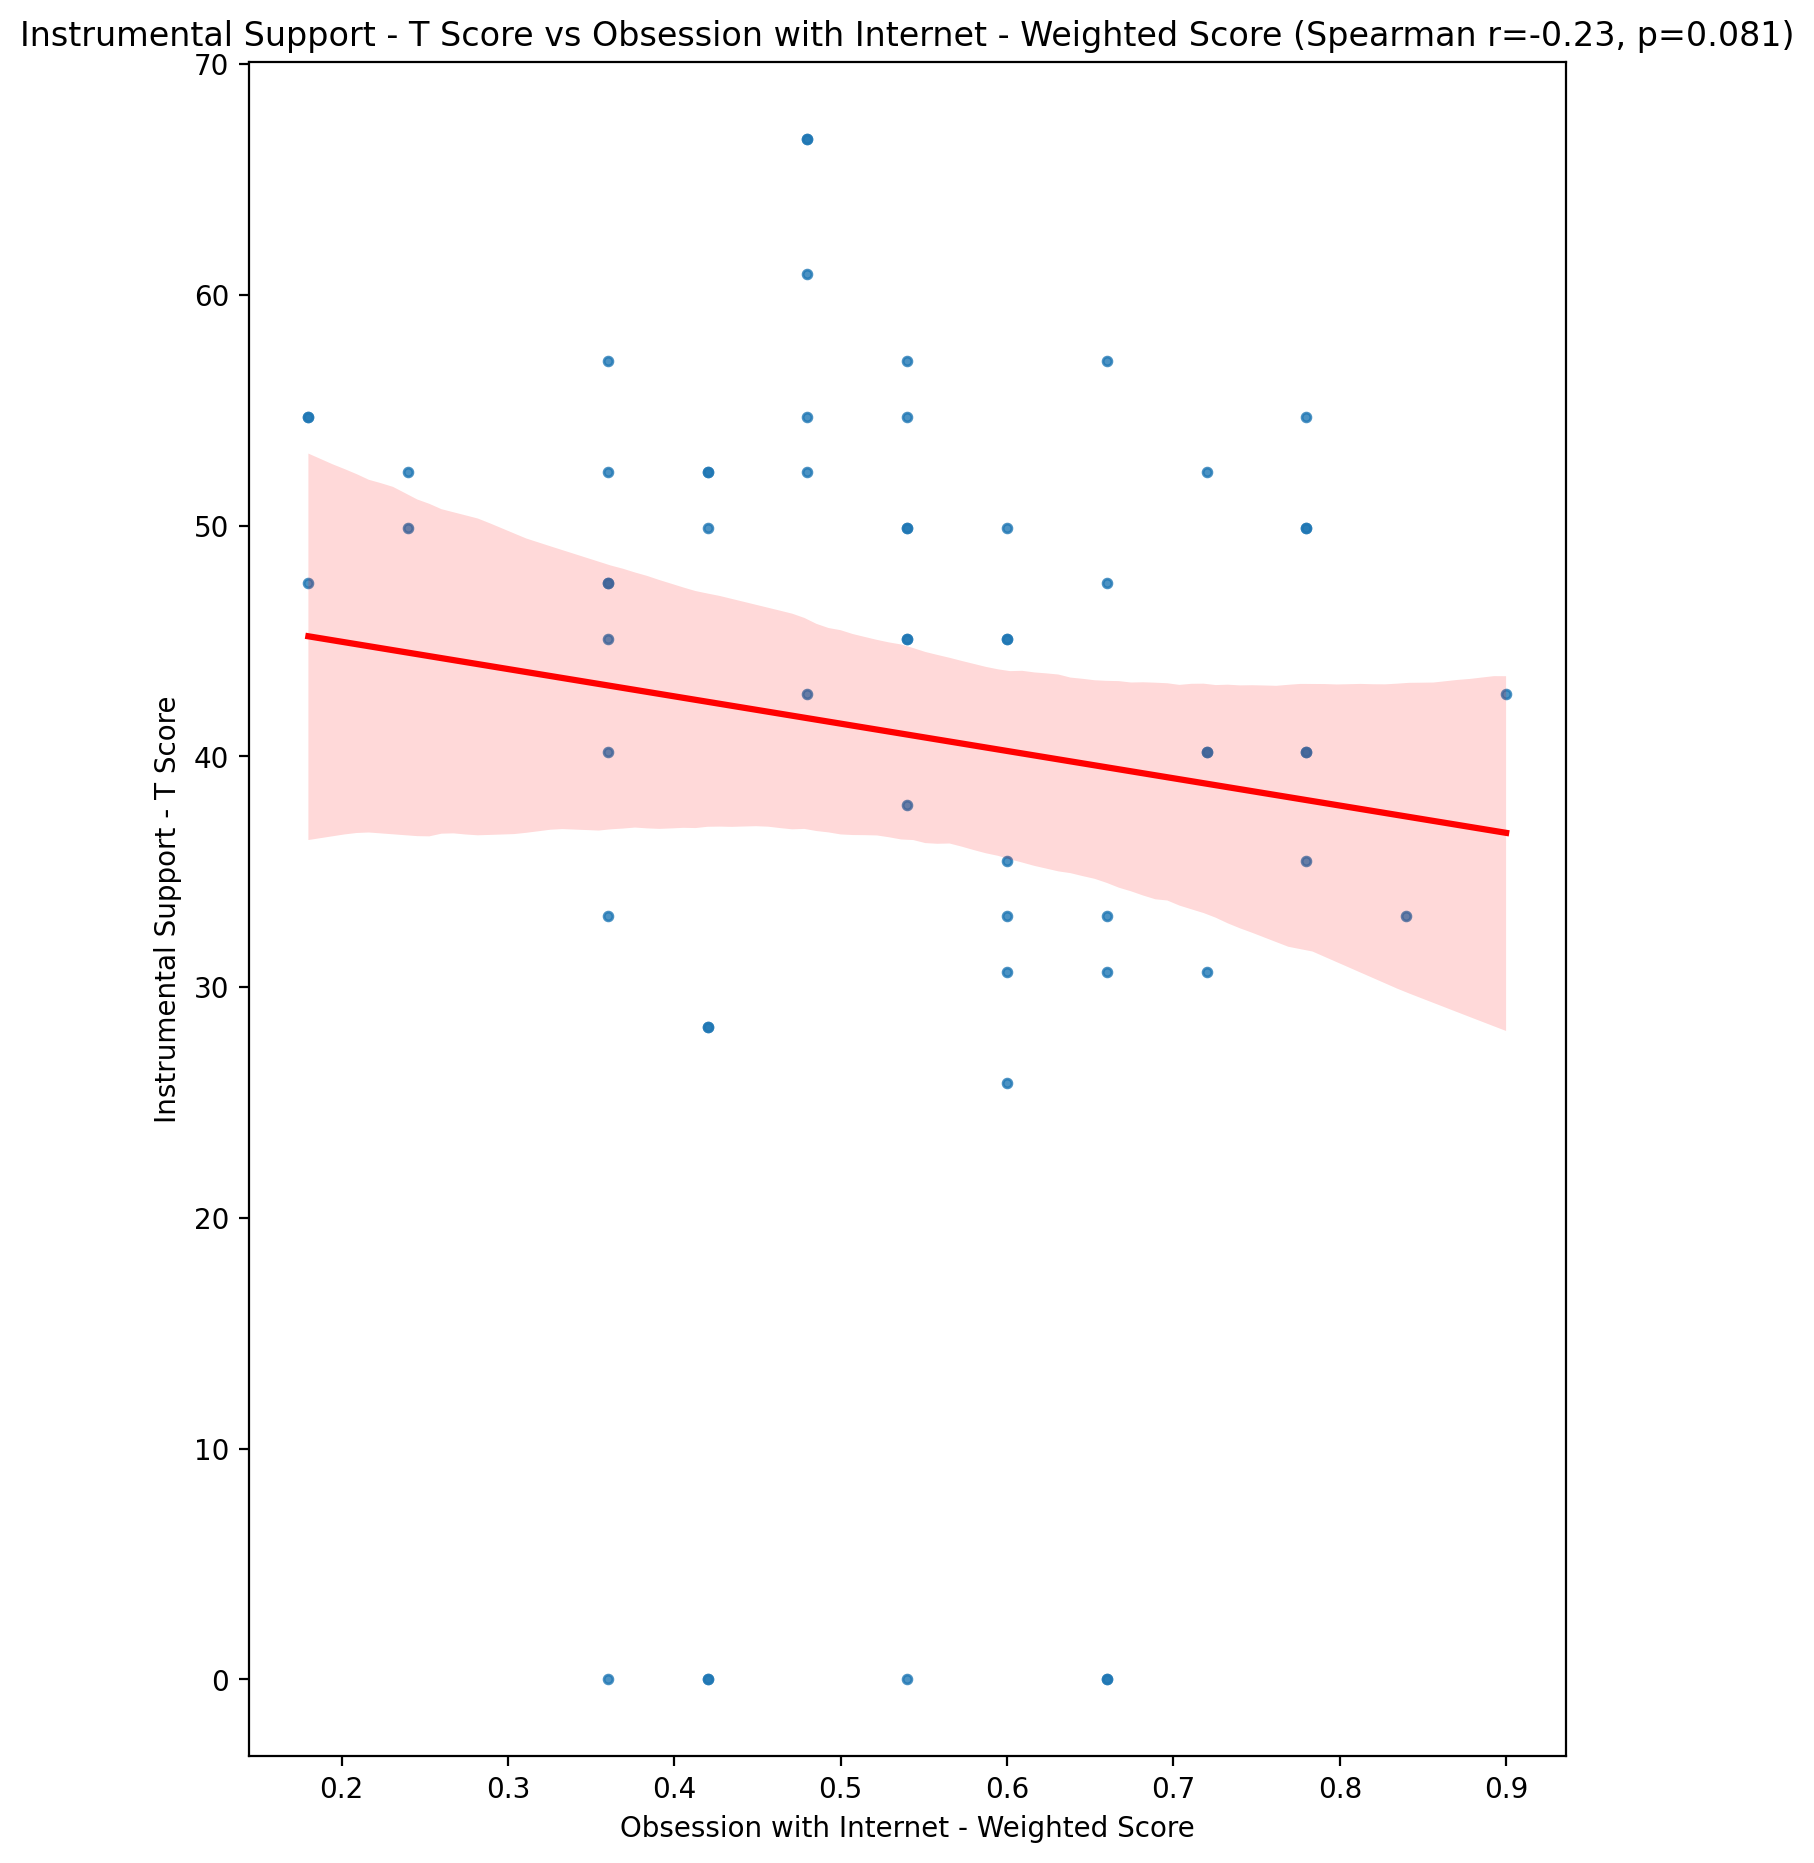 Instrumental Support - T Score vs Obsession with Internet - Weighted Score (Spearman r=-0.23, p=0.081)
70
60
50
40
30
20
10
0
Instrumental Support - T Score
0.2 0.3 0.4 0.5 0.6 0.7 0.8 0.9
Obsession with Internet - Weighted Score